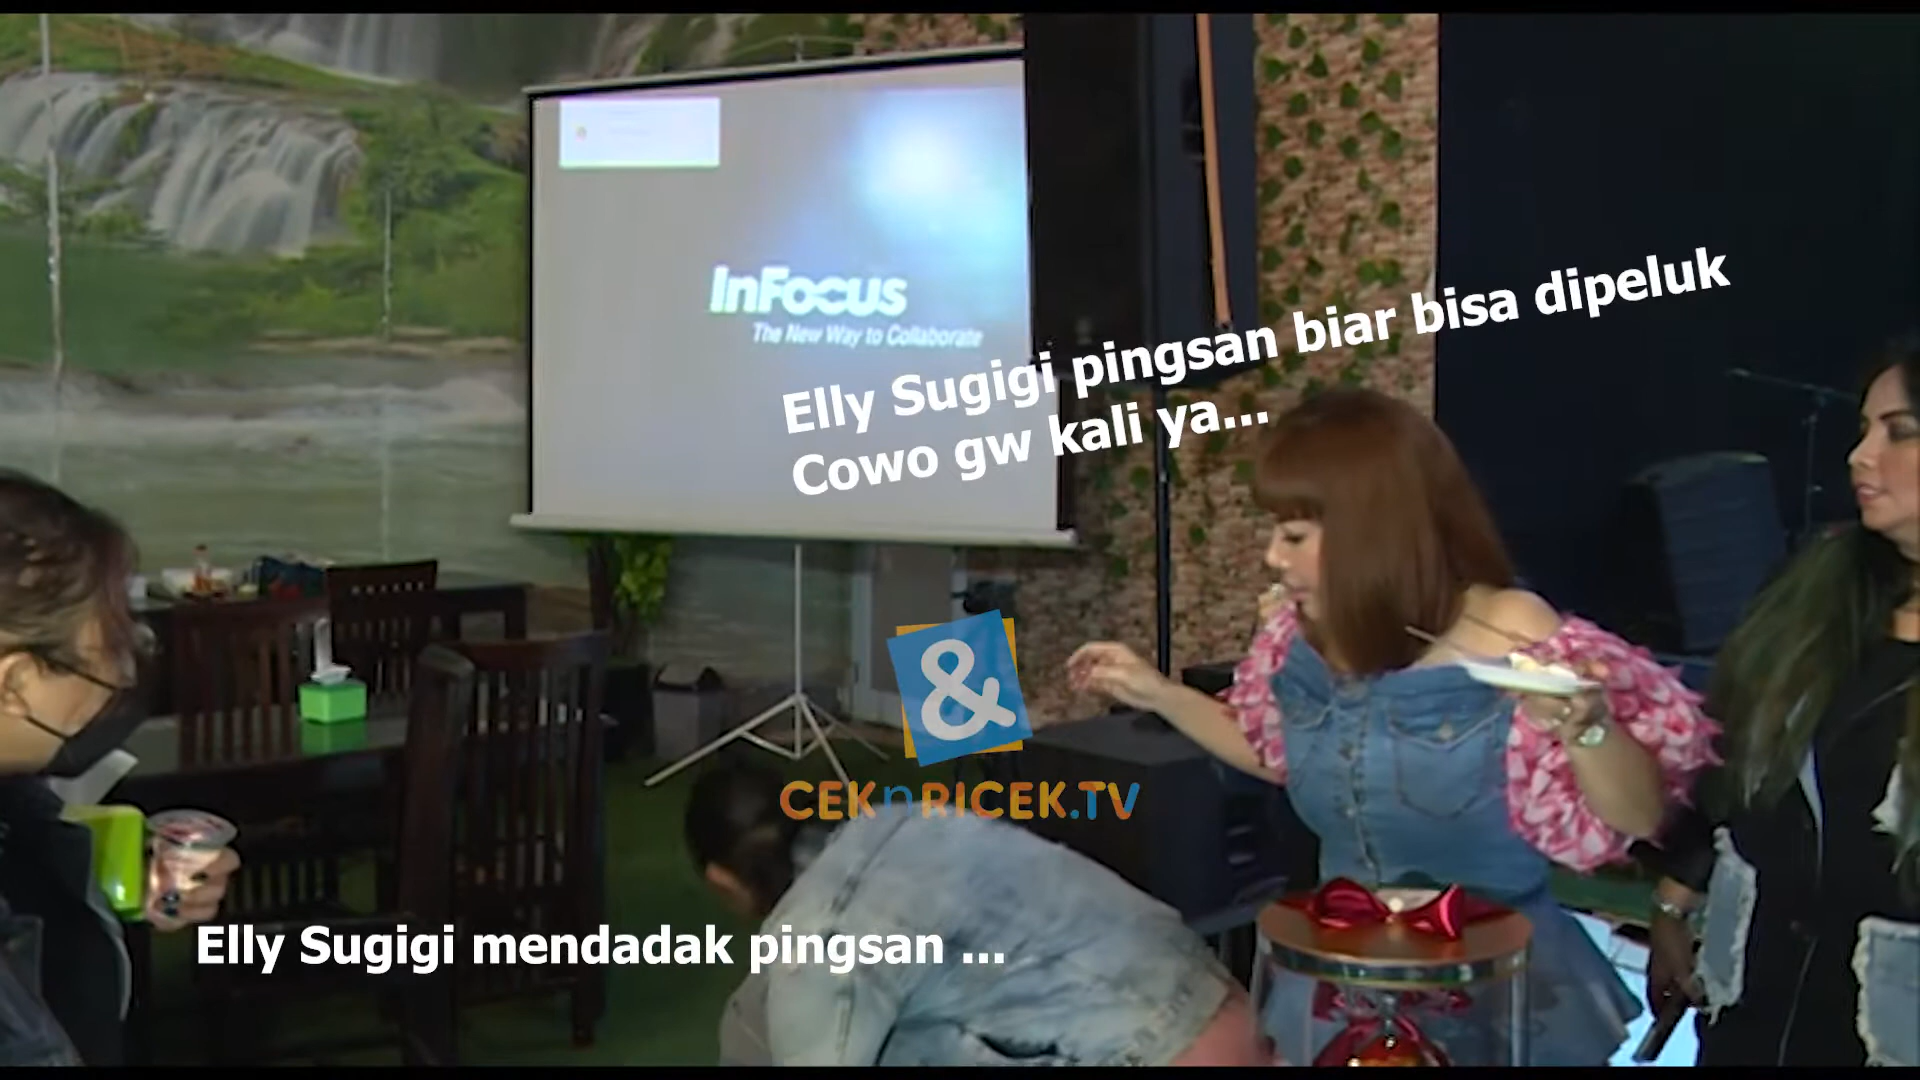 InFocus
The New Way to Collaborate
Elly Sugigi pingsan biar bisa dipeluk
Cowo gw kali ya...
&
CEKnRICEK.TV
Elly Sugigi mendadak pingsan ...